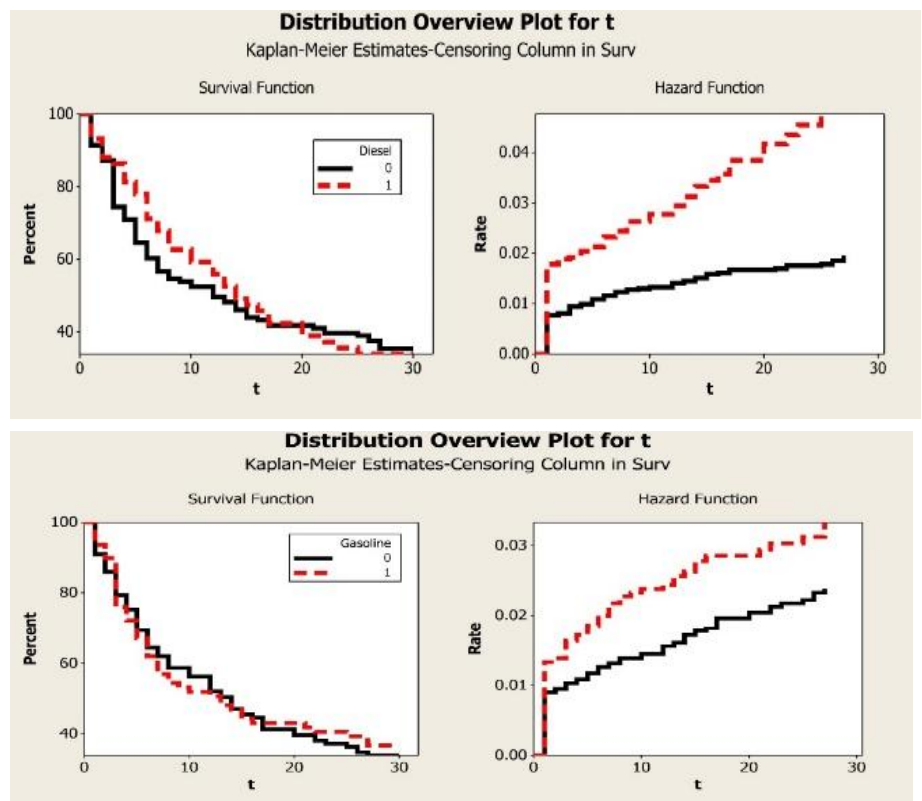 Distribution Overview Plot for t
Kaplan-Meier Estimates-Censoring Column in Surv
Survival Function
Hazard Function
Percent
100
80
60
40
0
10
20
30
t
Diesel
0
1
Rate
0.04
0.03
0.02
0.01
0.00
0
10
20
30
t
Distribution Overview Plot for t
Kaplan-Meier Estimates-Censoring Column in Surv
Survival Function
Hazard Function
Percent
100
80
60
40
0
10
20
30
t
Gasoline
0
1
Rate
0.03
0.02
0.01
0.00
0
10
20
30
t